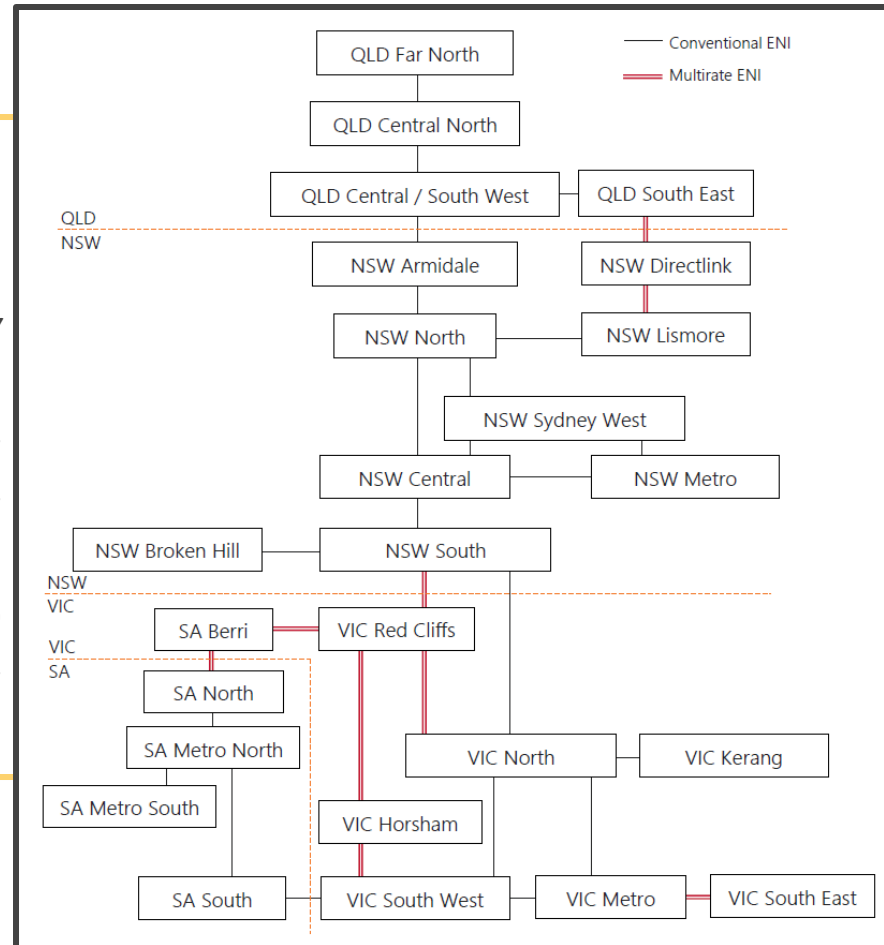 QLD Far North
Conventional ENI
Multirate ENI
QLD Central North
QLD Central / South West
QLD South East
QLD
NSW
NSW Armidale
NSW Directlink
NSW North
NSW Lismore
NSW Sydney West
NSW Central
NSW Metro
NSW Broken Hill
NSW South
NSW
VIC
SA Berri
VIC Red Cliffs
VIC
SA
SA North
SA Metro North
VIC North
VIC Kerang
SA Metro South
VIC Horsham
SA South
VIC South West
VIC Metro
VIC South East